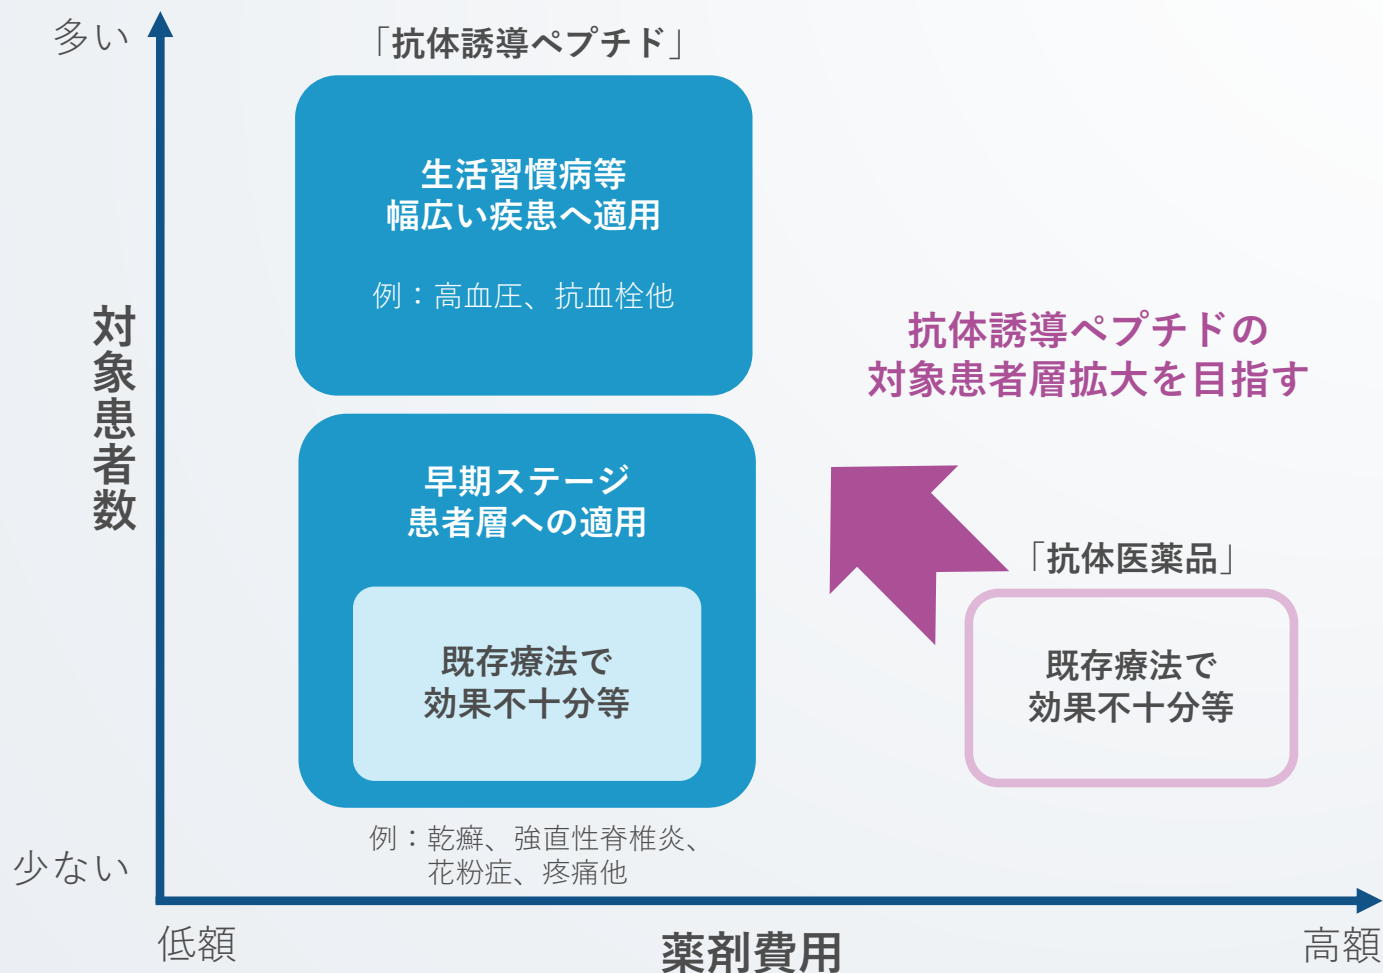 多い
「抗体誘導ペプチド」
生活習慣病等
幅広い疾患へ適用
例：高血圧、抗血栓他
対象患者数
抗体誘導ペプチドの
対象患者層拡大を目指す
早期ステージ
患者層への適用
既存療法で
効果不十分等
「抗体医薬品」
既存療法で
効果不十分等
例：乾癬、強直性脊椎炎、
花粉症、疼痛他
少ない
低額
薬剤費用
高額